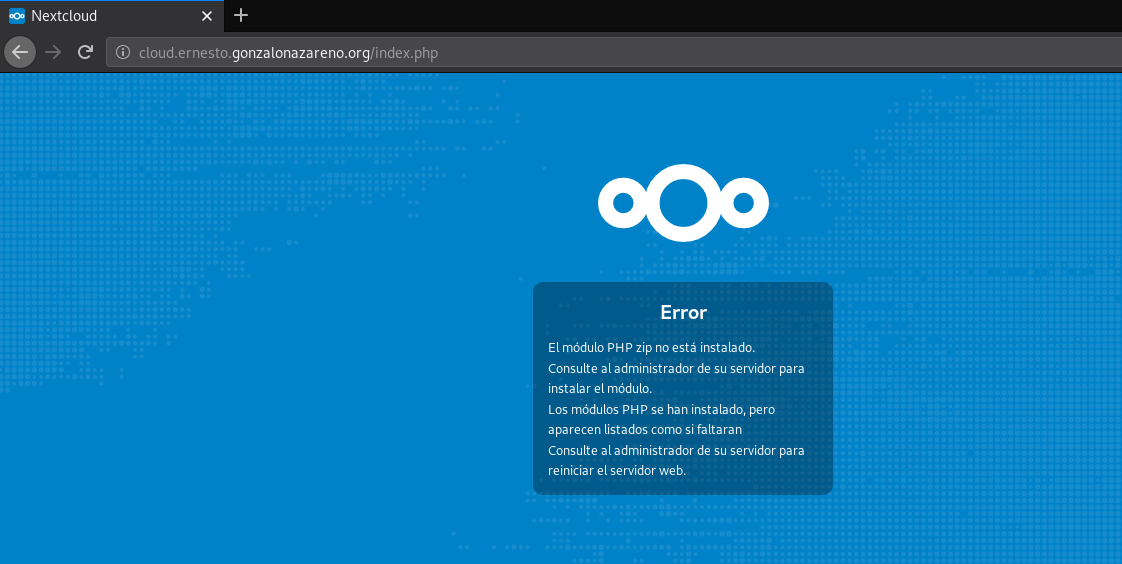 Nextcloud
cloud.ernesto.gonzalonazareno.org/index.php
Error
El módulo PHP zip no está instalado.
Consulte al administrador de su servidor para
instalar el módulo.
Los módulos PHP se han instalado, pero
aparecen listados como si faltaran
Consulte al administrador de su servidor para
reiniciar el servidor web.